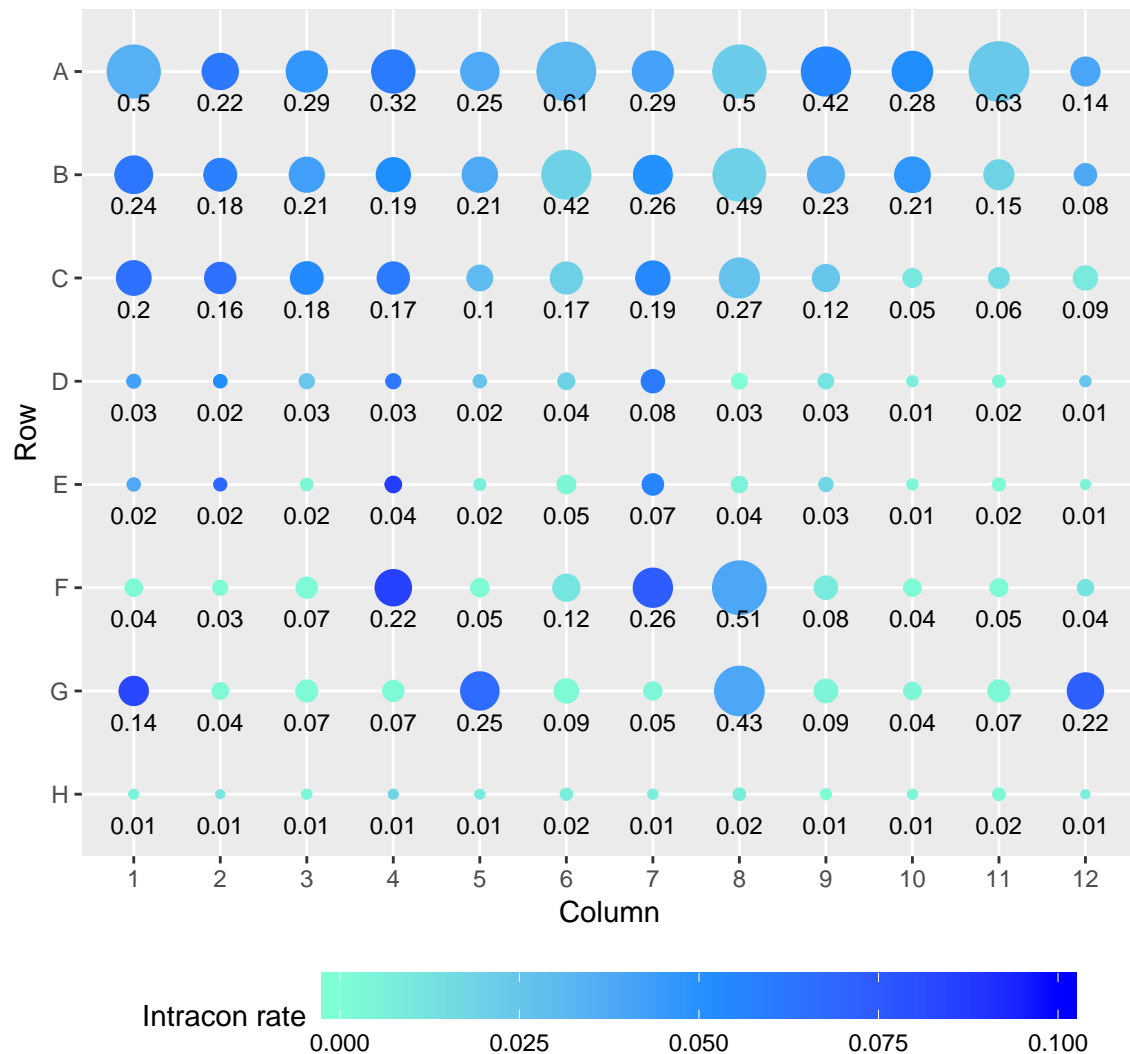 A
0.5 0.22 0.29 0.32 0.25 0.61 0.29 0.5 0.42 0.28 0.63 0.14
B
0.24 0.18 0.21 0.19 0.21 0.42 0.26 0.49 0.23 0.21 0.15 0.08
C
0.2 0.16 0.18 0.17 0.1 0.17 0.19 0.27 0.12 0.05 0.06 0.09
D
0.03 0.02 0.03 0.03 0.02 0.04 0.08 0.03 0.03 0.01 0.02 0.01
Row
E
0.02 0.02 0.02 0.04 0.02 0.05 0.07 0.04 0.03 0.01 0.02 0.01
F
0.04 0.03 0.07 0.22 0.05 0.12 0.26 0.51 0.08 0.04 0.05 0.04
G
0.14 0.04 0.07 0.07 0.25 0.09 0.05 0.43 0.09 0.04 0.07 0.22
H
0.01 0.01 0.01 0.01 0.01 0.02 0.01 0.02 0.01 0.01 0.02 0.01
1 2 3 4 5 6 7 8 9 10 11 12
Column
Intracon rate
0.000 0.025 0.050 0.075 0.100